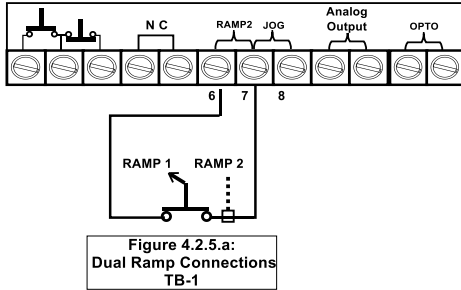 N C
RAMP2
JOG
Analog
Output
OPTO
6
7
8
RAMP 1
RAMP 2
Figure 4.2.5.a:
Dual Ramp Connections
TB-1